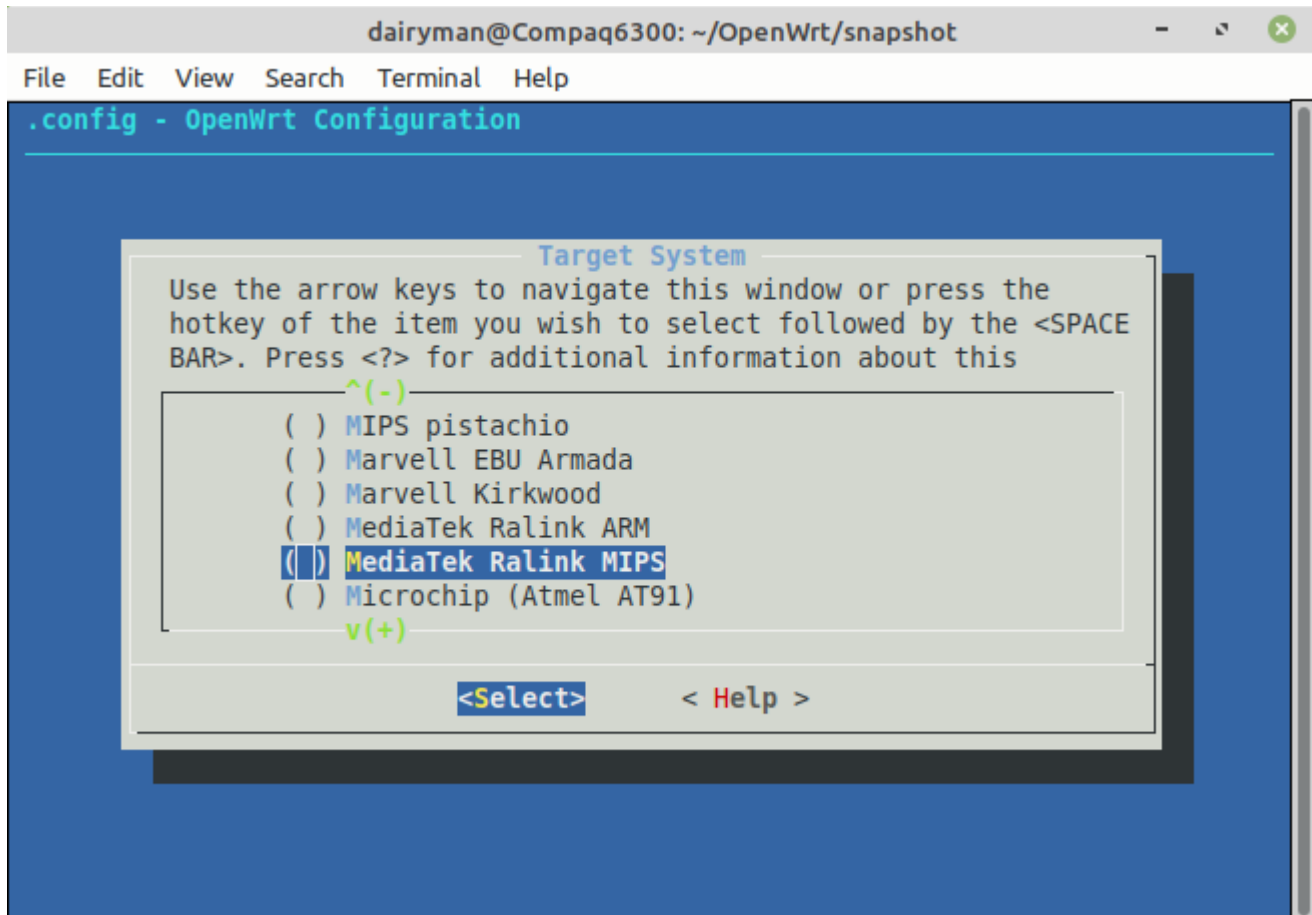 dairyman@Compaq6300: ~/OpenWrt/snapshot
File Edit View Search Terminal Help
.config - OpenWrt Configuration
Target System
Use the arrow keys to navigate this window or press the
hotkey of the item you wish to select followed by the <SPACE
BAR>. Press <?> for additional information about this
^(-)
( ) MIPS pistachio
( ) Marvell EBU Armada
( ) Marvell Kirkwood
( ) MediaTek Ralink ARM
( ) MediaTek Ralink MIPS
( ) Microchip (Atmel AT91)
v(+)
<Select> < Help >